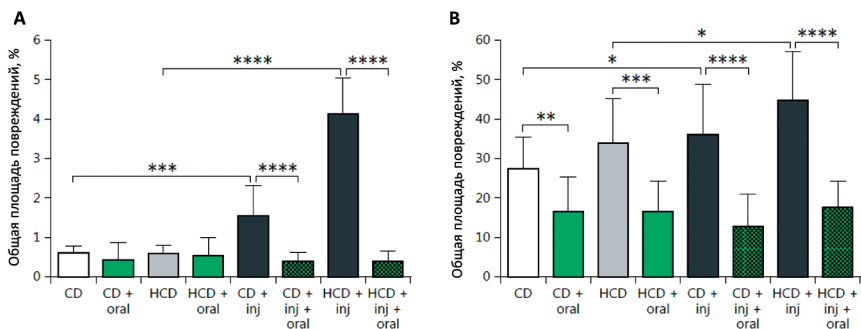 A
Общая площадь повреждений, %
6
5
4
3
2
1
0
***
****
****
****
CD
CD +
oral
HCD
HCD +
oral
CD +
inj
CD +
inj +
oral
HCD +
inj
HCD +
inj +
oral
B
Общая площадь повреждений, %
60
50
40
30
20
10
0
**
*
***
*
****
****
CD
CD +
oral
HCD
HCD +
oral
CD +
inj
CD +
inj +
oral
HCD +
inj
HCD +
inj +
oral